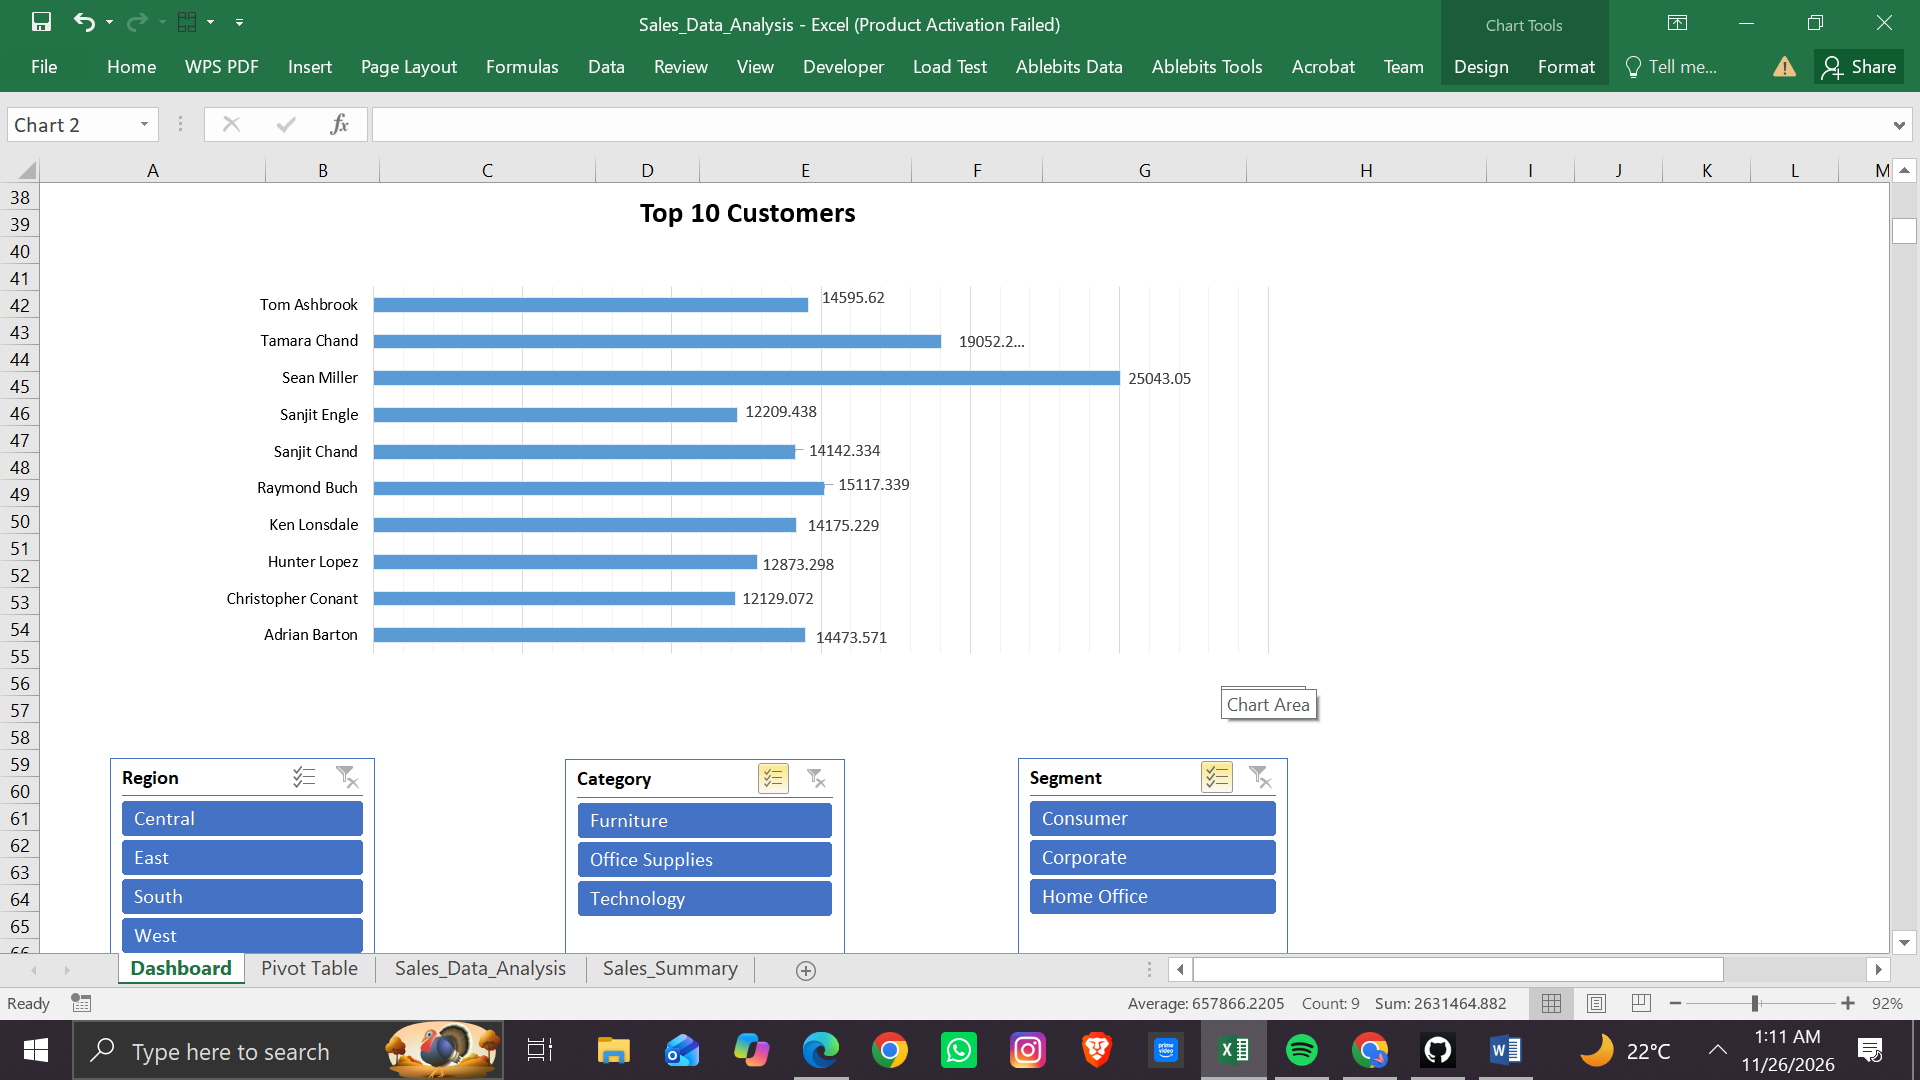 Sales_Data_Analysis - Excel (Product Activation Failed)
Chart Tools
File Home WPS PDF Insert Page Layout Formulas Data Review View Developer Load Test Ablebits Data Ablebits Tools Acrobat Team Design Format Tell me... Share
Chart 2 fx
A B C D E F G H I J K L M
38
39
40
41
42
43
44
45
46
47
48
49
50
51
52
53
54
55
56
57
58
59
60
61
62
63
64
65
66
Top 10 Customers
Tom Ashbrook 14595.62
Tamara Chand 19052.2...
Sean Miller 25043.05
Sanjit Engle 12209.438
Sanjit Chand 14142.334
Raymond Buch 15117.339
Ken Lonsdale 14175.229
Hunter Lopez 12873.298
Christopher Conant 12129.072
Adrian Barton 14473.571
Chart Area
Region
Central
East
South
West
Category
Furniture
Office Supplies
Technology
Segment
Consumer
Corporate
Home Office
Dashboard Pivot Table Sales_Data_Analysis Sales_Summary
Ready Average: 657866.2205 Count: 9 Sum: 2631464.882 92%
Type here to search
prime video
22°C
1:11 AM
11/26/2026